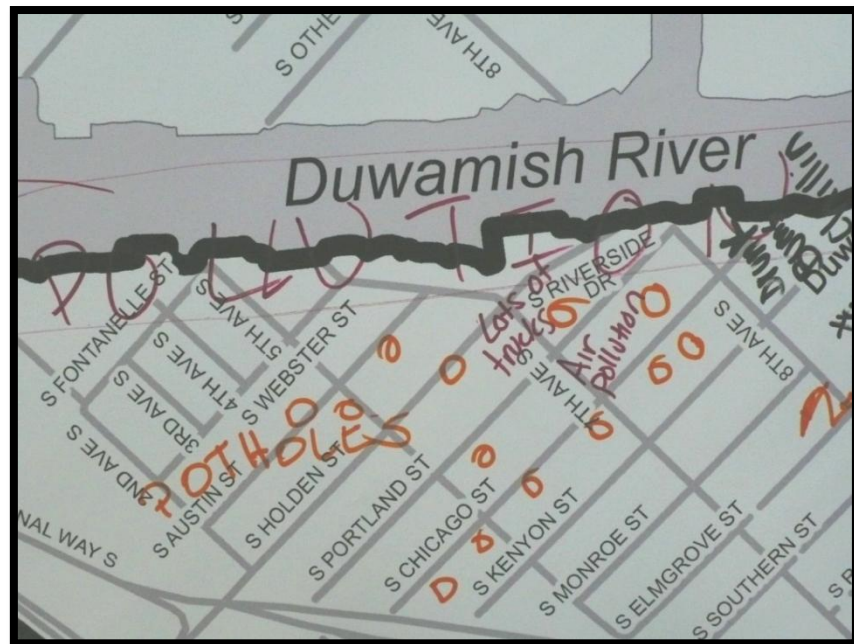 S OTHE
8TH AVE
Duwamish River
POLLUTION
S RIVERSIDE
DR
Lots of
trucks
Air
pollution
S FONTANELLE ST
5TH AVE S
4TH AVE S
3RD AVE S
2ND AVE S
S WEBSTER ST
8TH AVE S
7TH AVE
POTHOLES
S AUSTIN ST
S HOLDEN ST
S PORTLAND ST
S CHICAGO ST
S KENYON ST
S MONROE ST
S ELMGROVE ST
S SOUTHERN ST
NAL WAY S
Duw